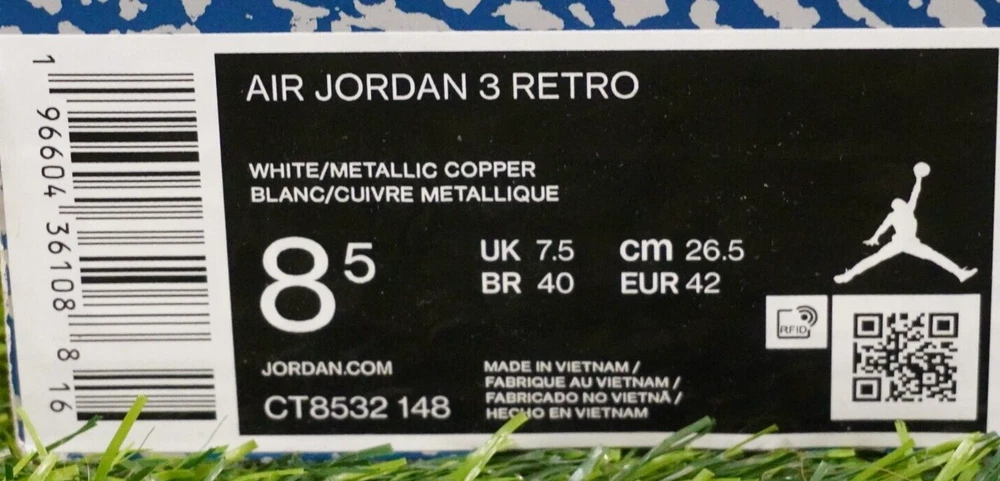 AIR JORDAN 3 RETRO
WHITE/METALLIC COPPER
BLANC/CUIVRE METALLIQUE
8 5
UK 7.5 cm 26.5
BR 40 EUR 42
RFID
JORDAN.COM
CT8532 148
MADE IN VIETNAM /
FABRIQUE AU VIETNAM /
FABRICADO NO VIETNÃ /
HECHO EN VIETNAM
1 96604 36108 8 16